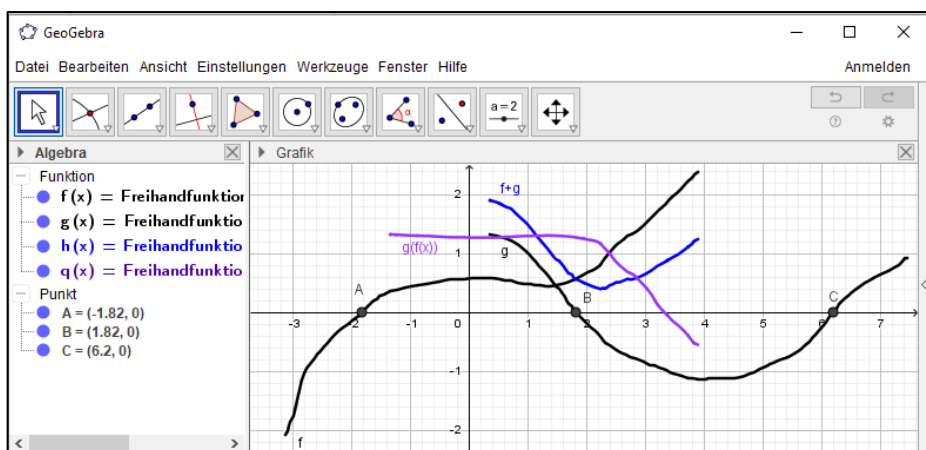 GeoGebra
Datei Bearbeiten Ansicht Einstellungen Werkzeuge Fenster Hilfe Anmelden
α a=2
Algebra
Grafik
Funktion
f(x) = Freihandfunktion
g(x) = Freihandfunktio
h(x) = Freihandfunktio
q(x) = Freihandfunktio
Punkt
A = (-1.82, 0)
B = (1.82, 0)
C = (6.2, 0)
2
f+g
g(f(x))
g
1
A
B
C
-3 -2 -1 0 1 2 3 4 5 6 7
-1
-2
f